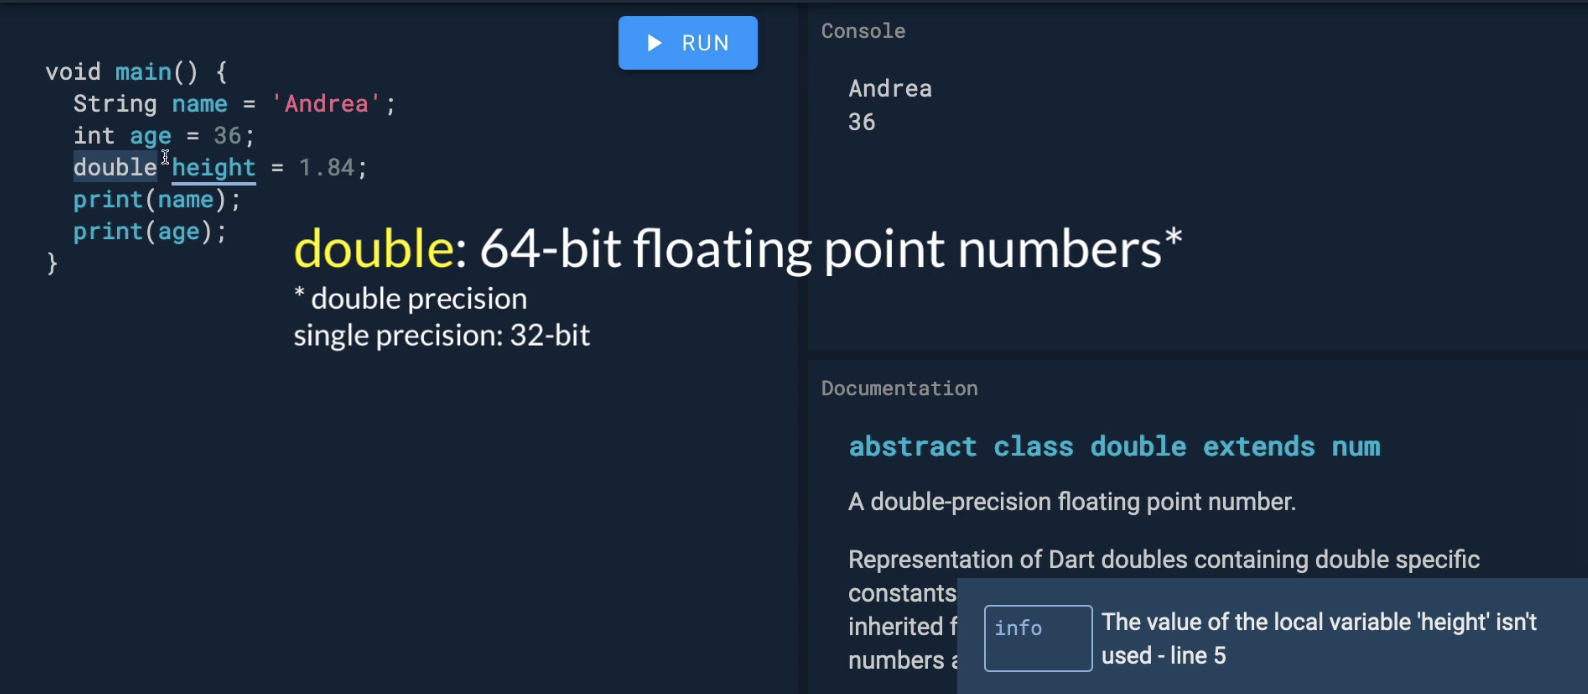 RUN
void main() {
  String name = 'Andrea';
  int age = 36;
  double height = 1.84;
  print(name);
  print(age);
}
double: 64-bit floating point numbers*
* double precision
single precision: 32-bit
Console
Andrea
36
Documentation
abstract class double extends num
A double-precision floating point number.
Representation of Dart doubles containing double specific
constants
inherited
numbers
info
The value of the local variable 'height' isn't
used - line 5